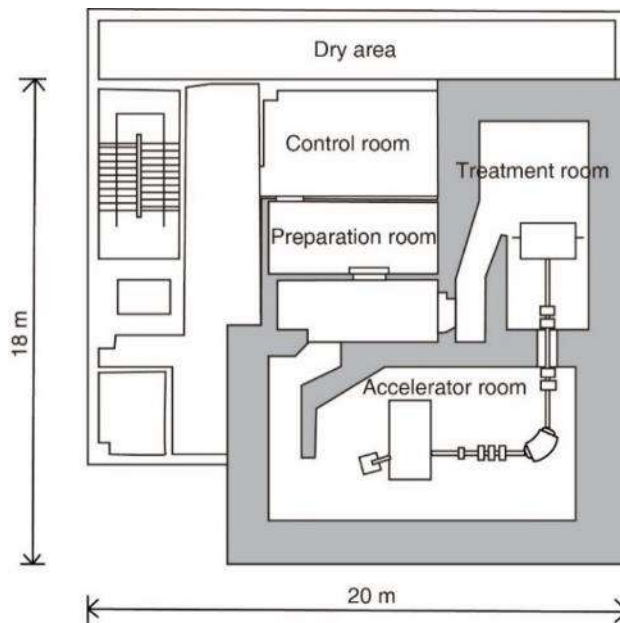 Dry area
Control room
Treatment room
Preparation room
18 m
Accelerator room
20 m